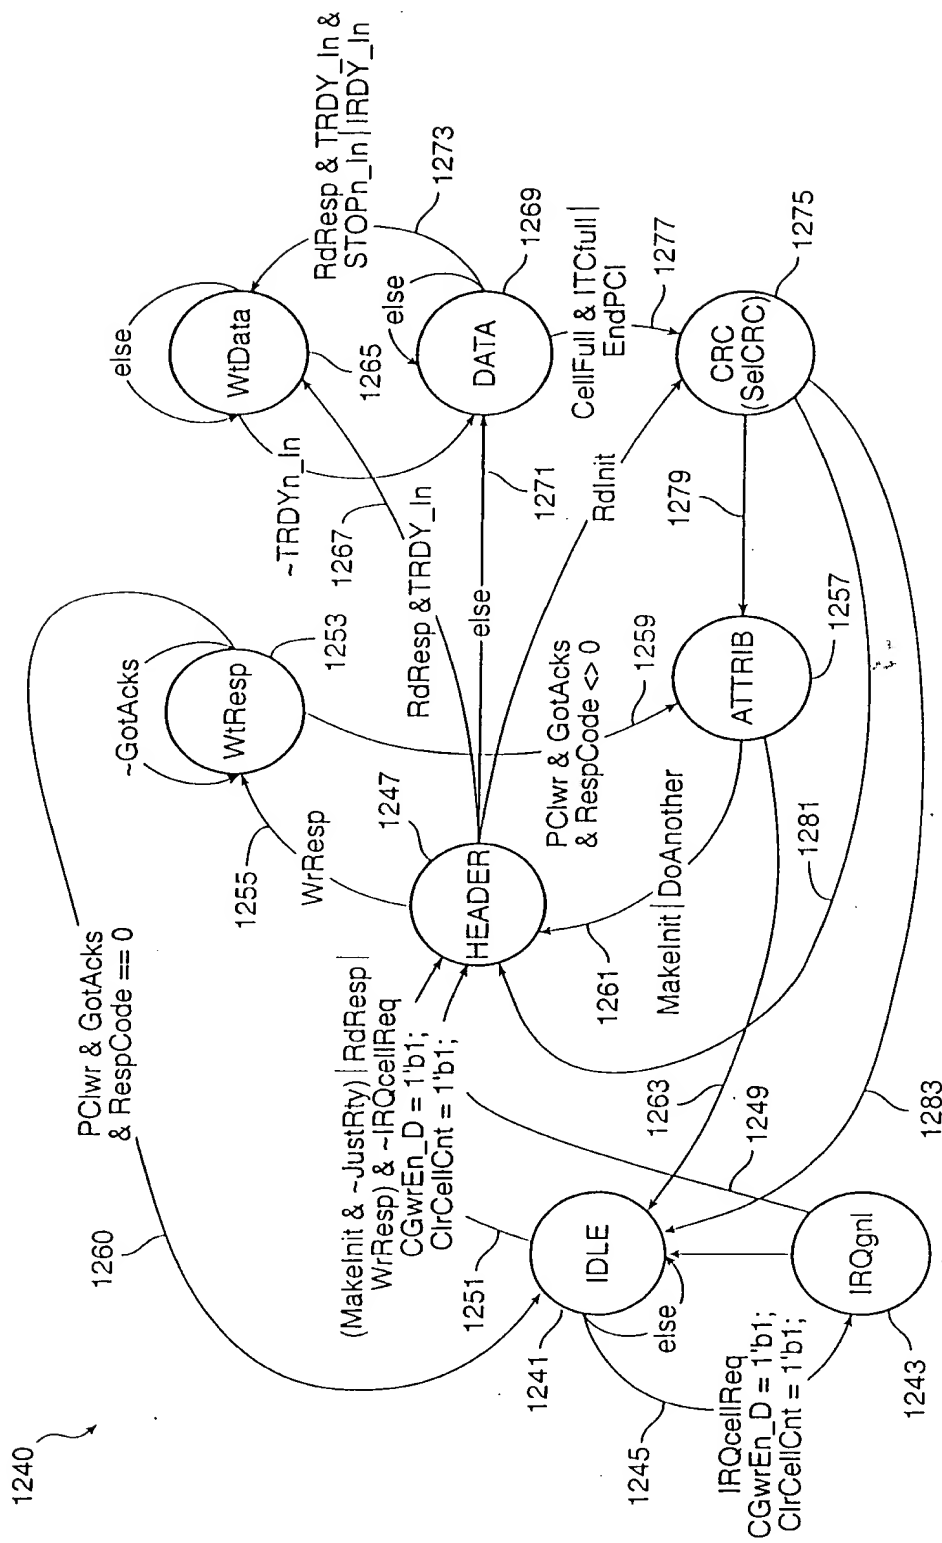 1240
1260
PCIwr & GotAcks
& RespCode == 0
~GotAcks
WtResp
1253
1255
WrResp
1247
HEADER
(MakeInit & ~JustRty) | RdResp |
WrResp) & ~IRQcellReq
CGwrEn_D = 1'b1;
ClrCellCnt = 1'b1;
1251
1241
IDLE
else
1245
IRQcellReq
CGwrEn_D = 1'b1;
ClrCellCnt = 1'b1;
IRQgnl
1243
1249
1263
1283
1281
1261
MakeInit | DoAnother
PCIwr & GotAcks
& RespCode <> 0
1259
ATTRIB
1257
1279
RdInit
else
1271
RdResp &TRDY_In
1267
~TRDYn_In
else
WtData
1265
RdResp & TRDY_In &
STOPn_In | IRDY_In
1273
else
DATA
1269
CellFull & ITCfull |
EndPCI
1277
CRC
(SelCRC)
1275